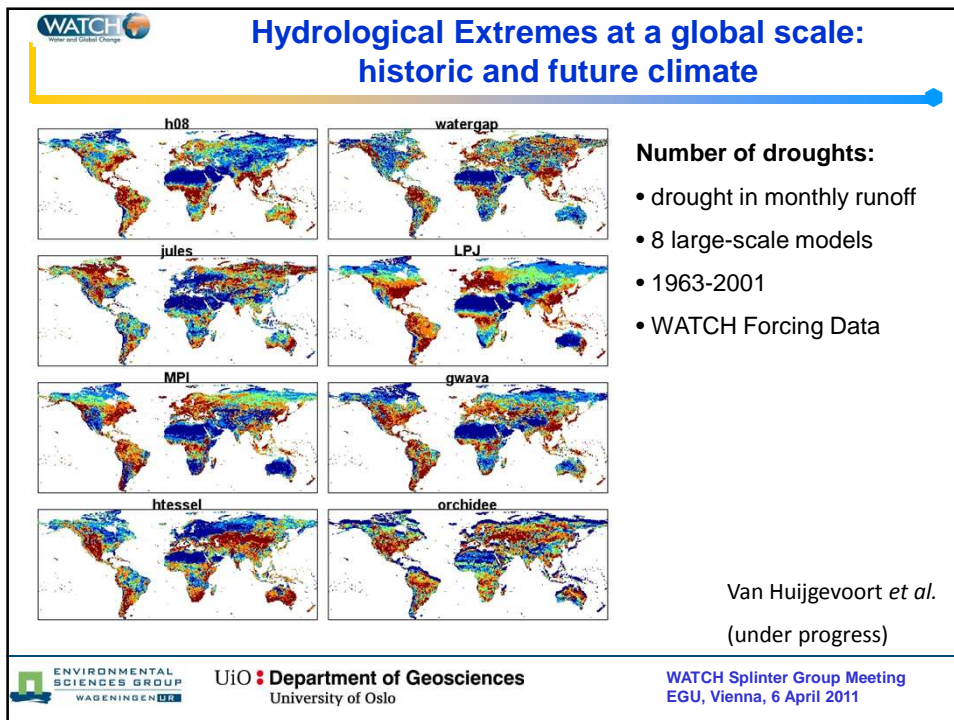 WATCH
Water and Global Change
Hydrological Extremes at a global scale:
historic and future climate
h08
watergap
jules
LPJ
MPI
gwava
htessel
orchidee
Number of droughts:
• drought in monthly runoff
• 8 large-scale models
• 1963-2001
• WATCH Forcing Data
Van Huijgevoort et al.
(under progress)
ENVIRONMENTAL
SCIENCES GROUP
WAGENINGEN UR
UiO Department of Geosciences
University of Oslo
WATCH Splinter Group Meeting
EGU, Vienna, 6 April 2011